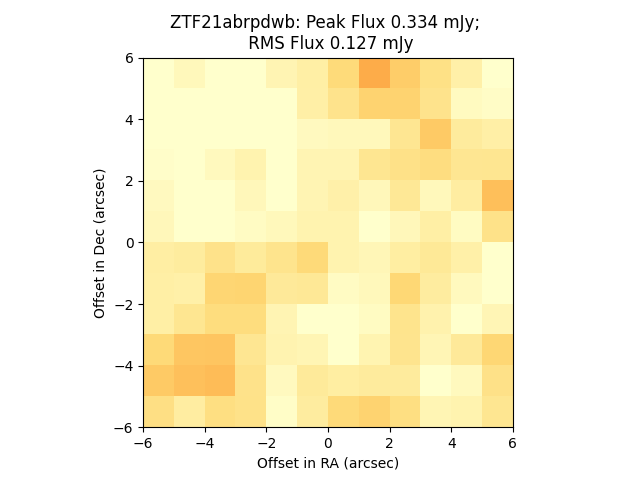 ZTF21abrpdwb: Peak Flux 0.334 mJy;
RMS Flux 0.127 mJy
6
4
2
0
−2
−4
−6
Offset in Dec (arcsec)
−6 −4 −2 0 2 4 6
Offset in RA (arcsec)